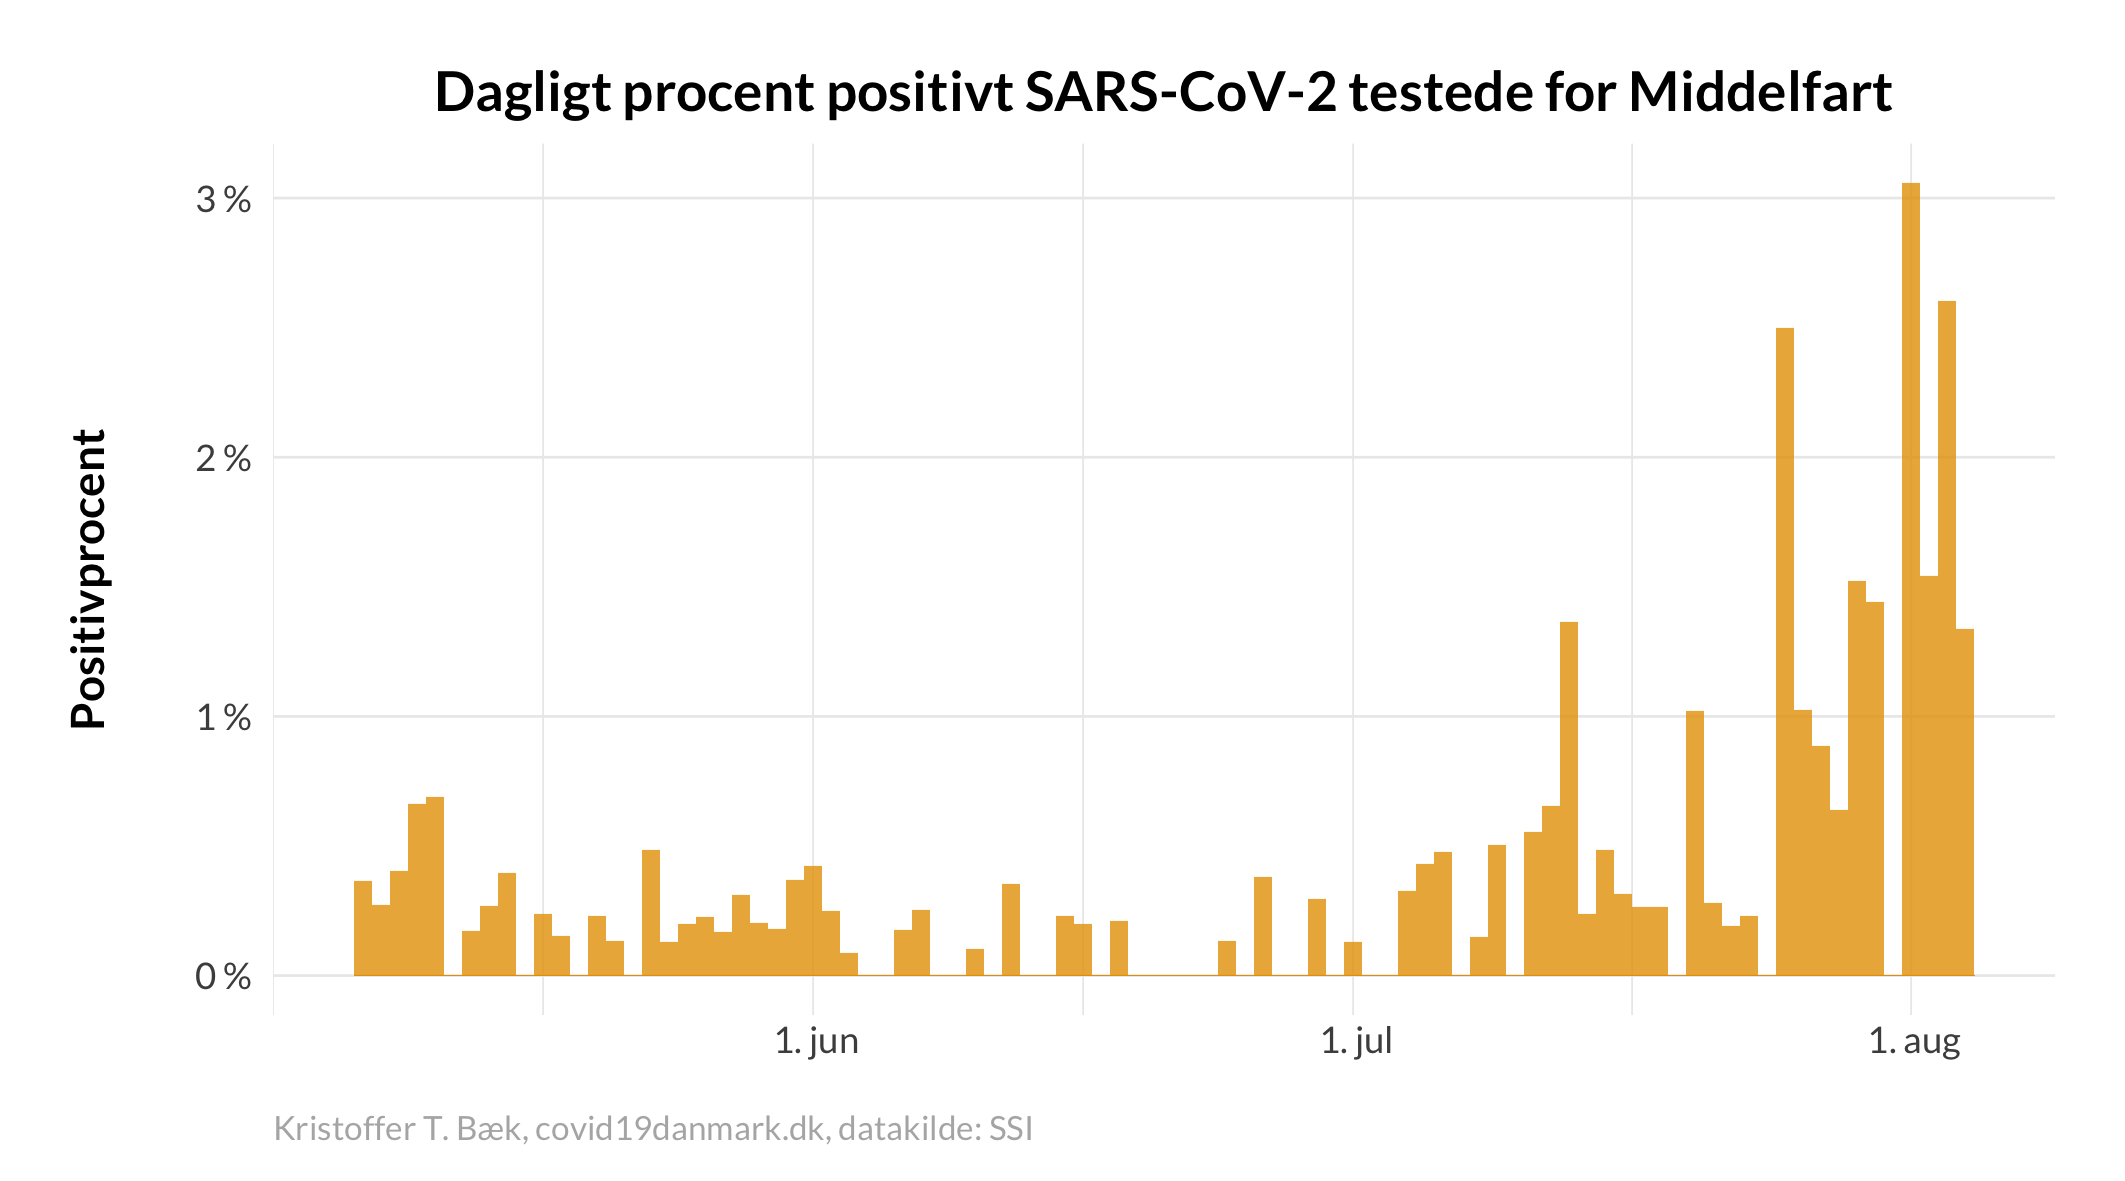 Dagligt procent positivt SARS-CoV-2 testede for Middelfart
Positivprocent
3 %
2 %
1 %
0 %
1. jun
1. jul
1. aug
Kristoffer T. Bæk, covid19danmark.dk, datakilde: SSI